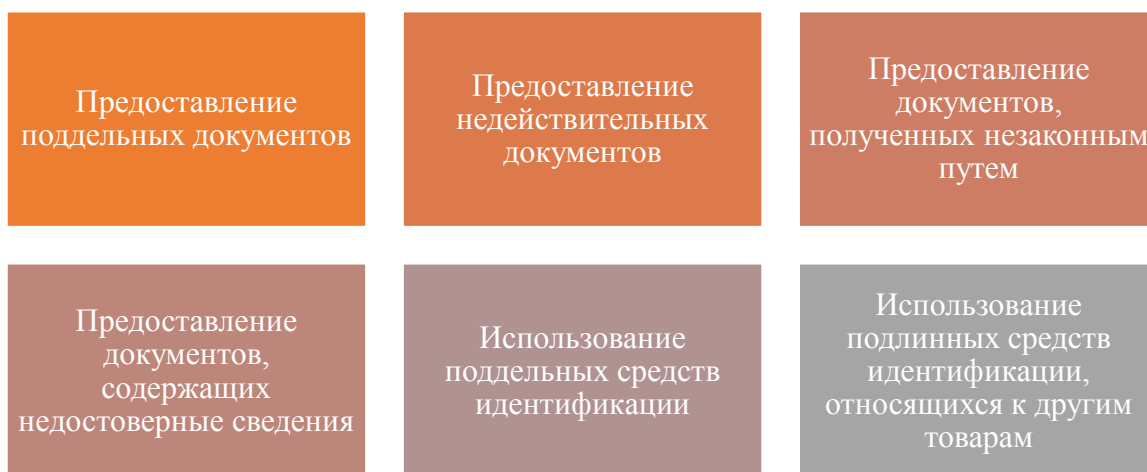 Предоставление
поддельных документов
Предоставление
недействительных
документов
Предоставление
документов,
полученных незаконным
путем
Предоставление
документов,
содержащих
недостоверные сведения
Использование
поддельных средств
идентификации
Использование
подлинных средств
идентификации,
относящихся к другим
товарам